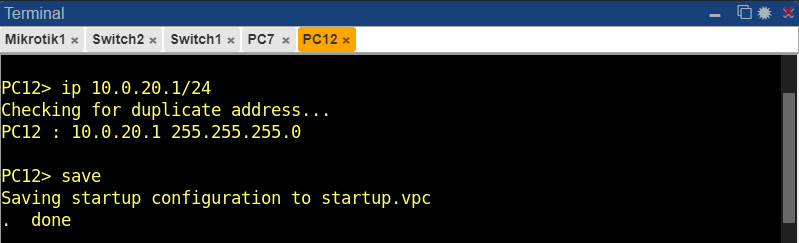 Terminal
Mikrotik1 × Switch2 × Switch1 × PC7 × PC12 ×
PC12> ip 10.0.20.1/24
Checking for duplicate address...
PC12 : 10.0.20.1 255.255.255.0
PC12> save
Saving startup configuration to startup.vpc
.  done